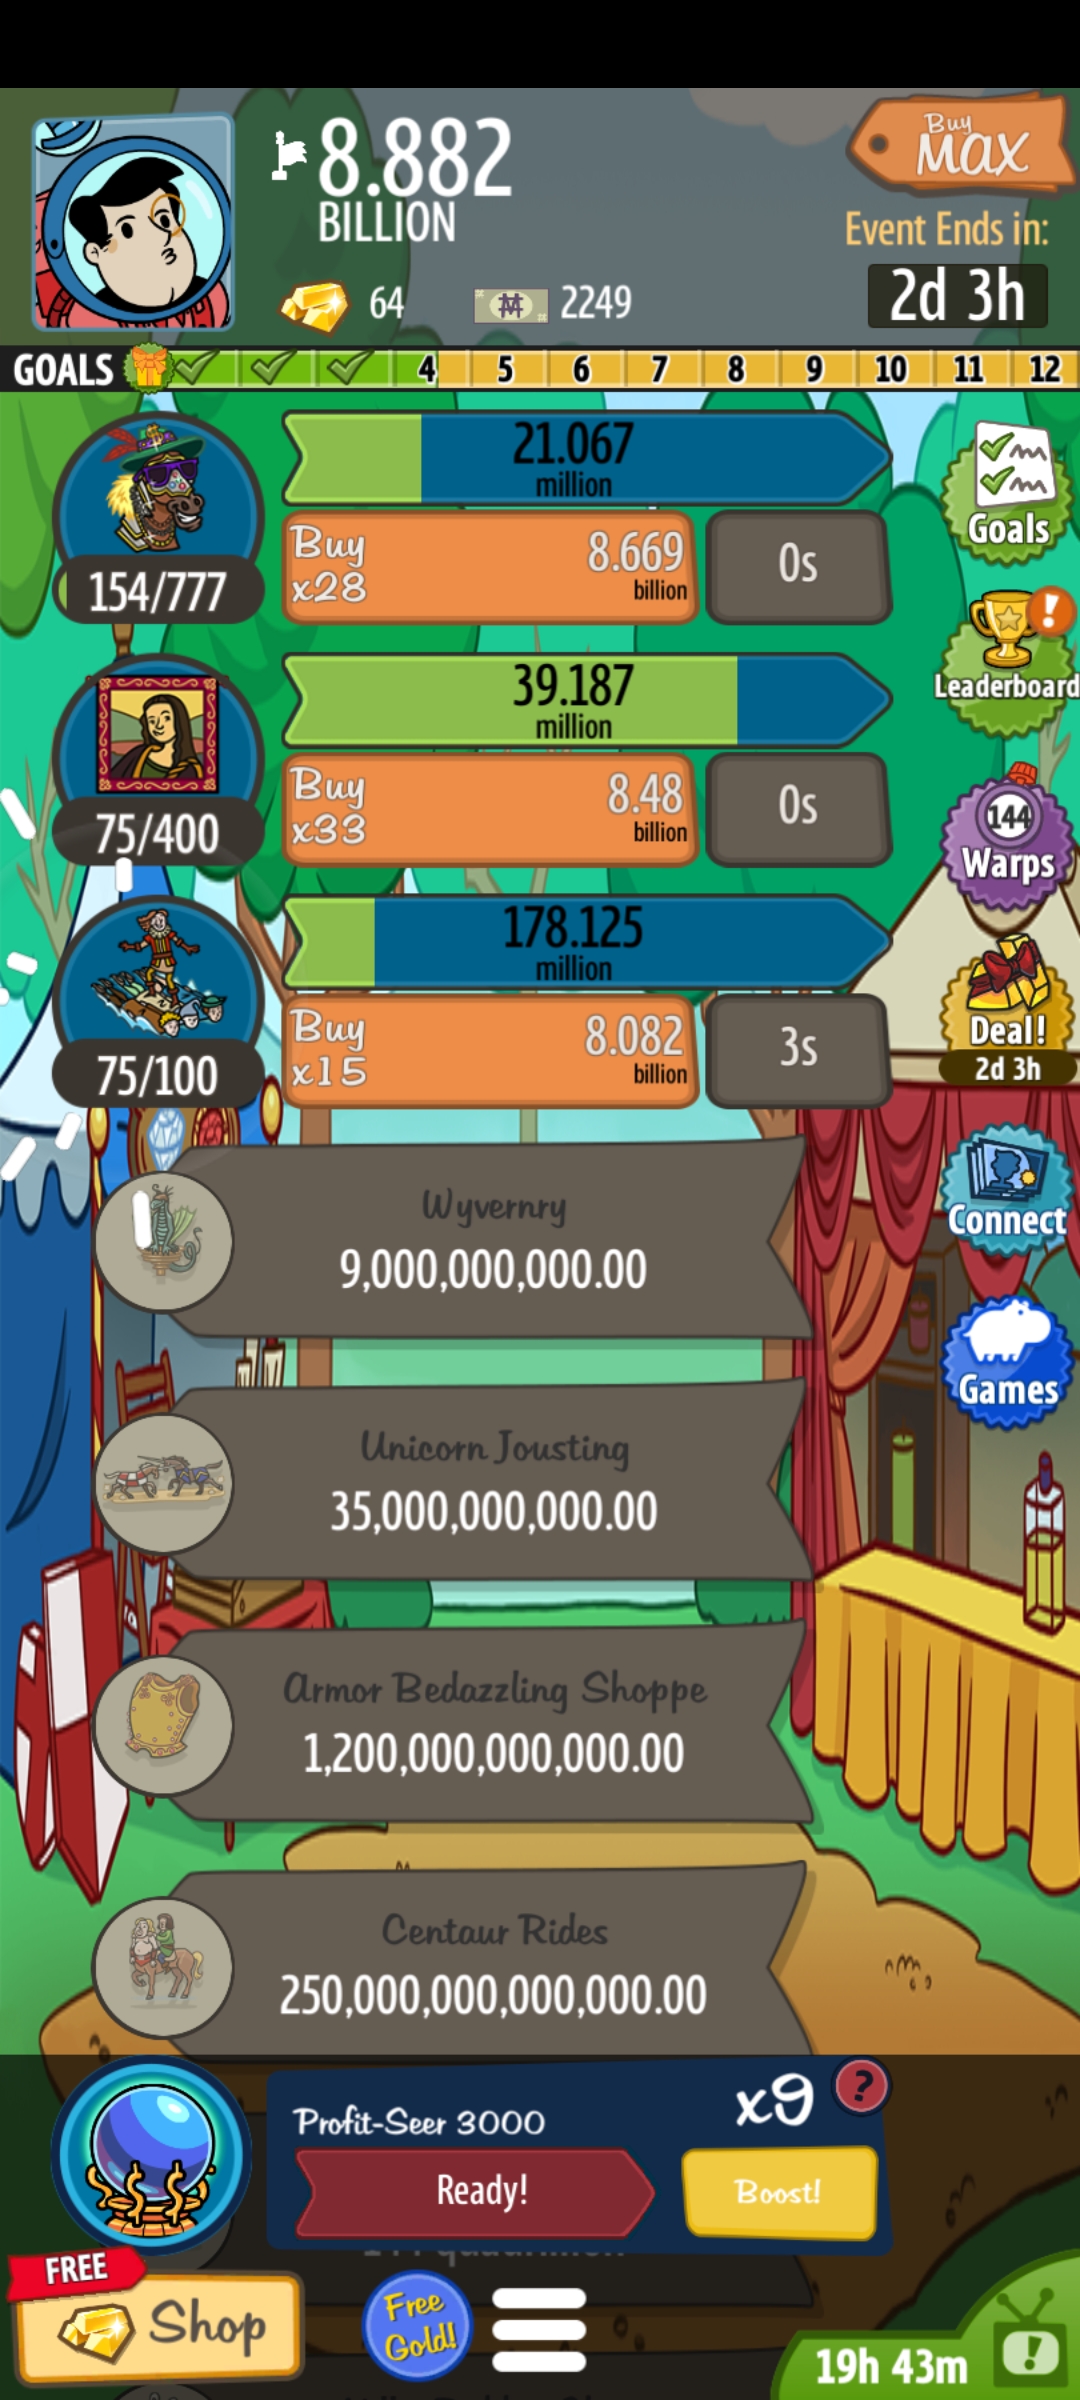 8.882
BILLION
Buy
MAX
Event Ends in:
2d 3h
64
2249
GOALS
4 5 6 7 8 9 10 11 12
21.067
million
Buy
x28
8.669
billion
0s
154/777
Goals
39.187
million
Buy
x33
8.48
billion
0s
75/400
Leaderboard
144
Warps
178.125
million
Buy
x15
8.082
billion
3s
75/100
Deal!
2d 3h
Wyvernry
9,000,000,000.00
Connect
Unicorn Jousting
35,000,000,000.00
Games
Armor Bedazzling Shoppe
1,200,000,000,000.00
Centaur Rides
250,000,000,000,000.00
Profit-Seer 3000
x9
?
Ready!
Boost!
FREE
Shop
Free
Gold!
19h 43m